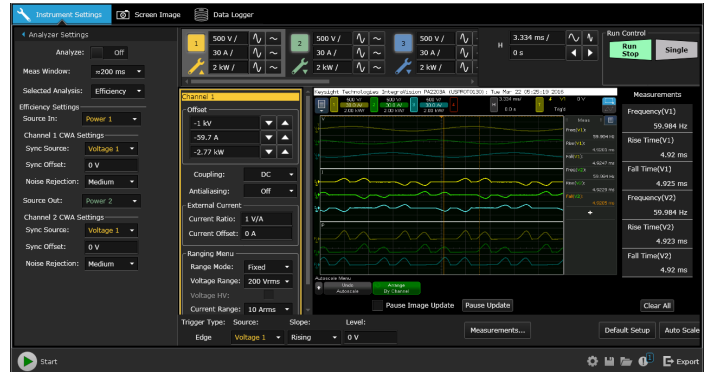 Instrument Settings
Screen Image
Data Logger
Analyzer Settings
Analyze:
Off
Meas Window:
≈200 ms
Selected Analysis:
Efficiency
Efficiency Settings
Source In:
Power 1
Channel 1 CWA Settings
Sync Source:
Voltage 1
Sync Offset:
0 V
Noise Rejection:
Medium
Source Out:
Power 2
Channel 2 CWA Settings
Sync Source:
Voltage 1
Sync Offset:
0 V
Noise Rejection:
Medium
1
500 V /
30 A /
2 kW /
2
500 V /
30 A /
2 kW /
3
500 V /
30 A /
2 kW /
H
3.334 ms /
0 s
Run Control
Run
Stop
Single
Channel 1
Offset
-1 kV
-59.7 A
-2.77 kW
Coupling:
DC
Antialiasing:
Off
External Current
Current Ratio:
1 V/A
Current Offset:
0 A
Ranging Menu
Range Mode:
Fixed
Voltage Range:
200 Vrms
Voltage HV:
Current Range:
10 Arms
Keysight Technologies IntegraVision PA2203A (USPROTO130); Tue Mar 22 05:25:19 2016
Meas
Autoscale Menu
Undo
Autoscale
Arrange
By Channel
Pause Image Update
Pause Update
Measurements
Frequency(V1)
59.984 Hz
Rise Time(V1)
4.92 ms
Fall Time(V1)
4.925 ms
Frequency(V2)
59.984 Hz
Rise Time(V2)
4.923 ms
Fall Time(V2)
4.92 ms
Clear All
Trigger Type:
Source:
Slope:
Level:
Edge
Voltage 1
Rising
0 V
Measurements...
Default Setup
Auto Scale
Start
Export